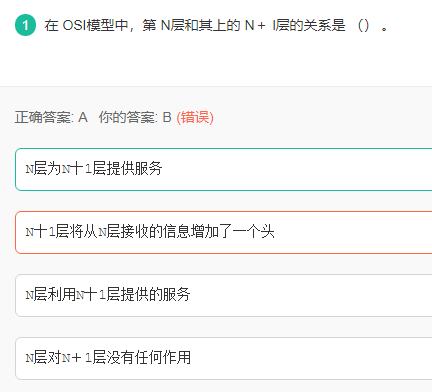 1 在 OSI模型中，第 N层和其上的 N＋ l层的关系是 （） 。
正确答案: A 你的答案: B (错误)
N层为N十1层提供服务
N十1层将从N层接收的信息增加了一个头
N层利用N十1层提供的服务
N层对N＋1层没有任何作用